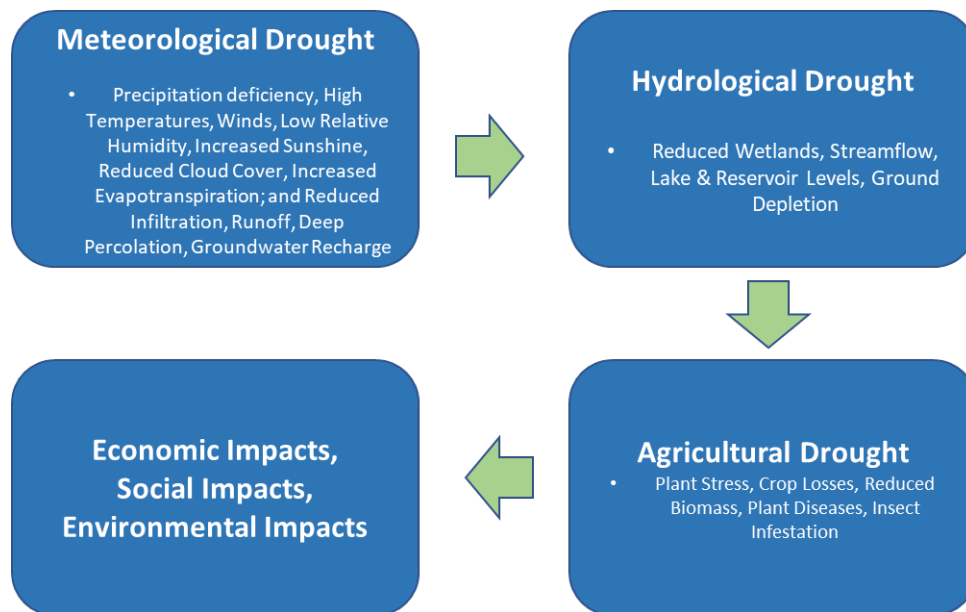 Meteorological Drought
• Precipitation deficiency, High
Temperatures, Winds, Low Relative
Humidity, Increased Sunshine,
Reduced Cloud Cover, Increased
Evapotranspiration; and Reduced
Infiltration, Runoff, Deep
Percolation, Groundwater Recharge
Hydrological Drought
• Reduced Wetlands, Streamflow,
Lake & Reservoir Levels, Ground
Depletion
Agricultural Drought
• Plant Stress, Crop Losses, Reduced
Biomass, Plant Diseases, Insect
Infestation
Economic Impacts,
Social Impacts,
Environmental Impacts